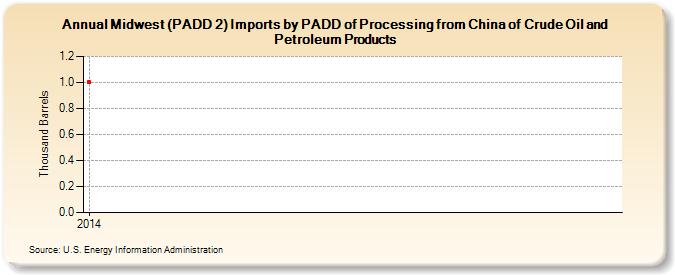 Annual Midwest (PADD 2) Imports by PADD of Processing from China of Crude Oil and
Petroleum Products
Thousand Barrels
1.2
1.0
0.8
0.6
0.4
0.2
0.0
2014
Source: U.S. Energy Information Administration